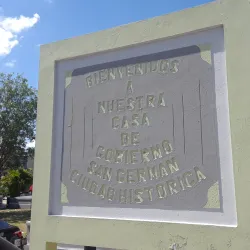 BIENVENIDOS
A
NUESTRA
CASA
DE
GOBIERNO
SAN GERMAN
CIUDAD HISTORICA